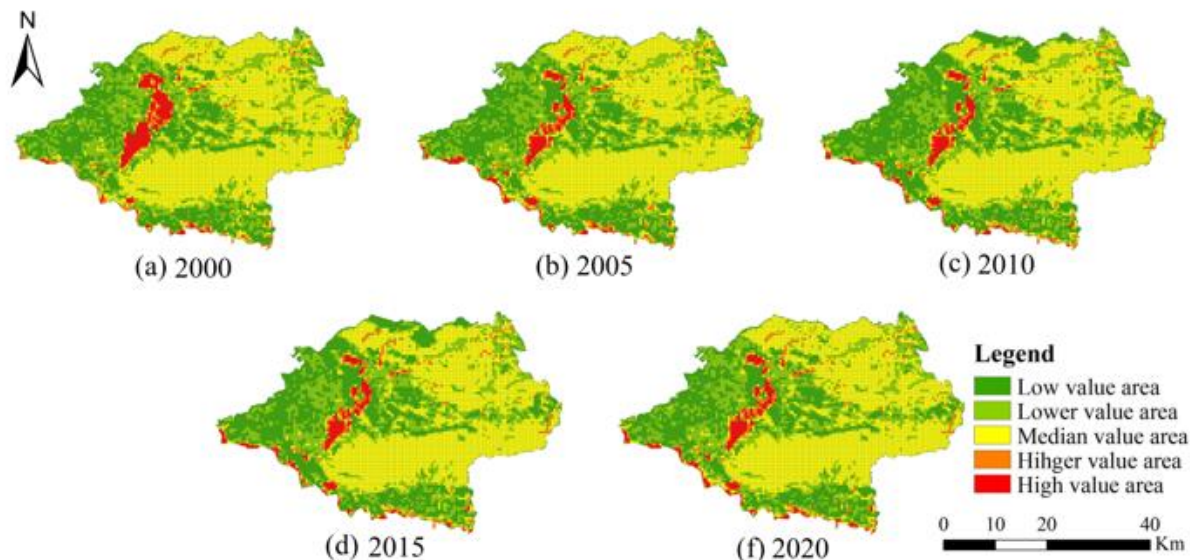 N
(a) 2000
(b) 2005
(c) 2010
(d) 2015
(f) 2020
Legend
Low value area
Lower value area
Median value area
Hihger value area
High value area
0 10 20 40
Km